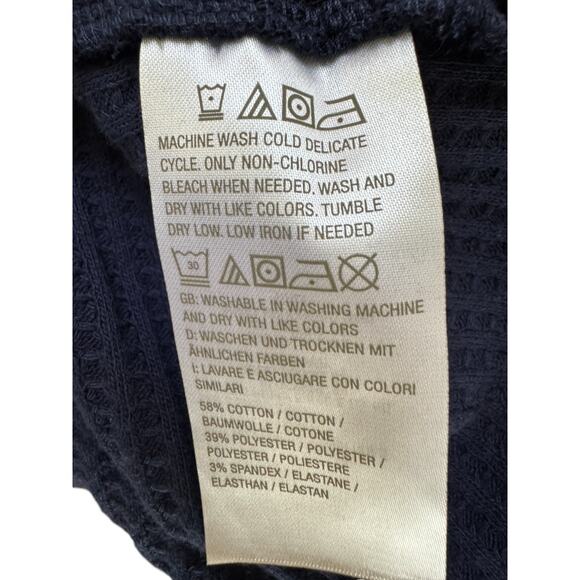 MACHINE WASH COLD DELICATE
CYCLE. ONLY NON-CHLORINE
BLEACH WHEN NEEDED. WASH AND
DRY WITH LIKE COLORS. TUMBLE
DRY LOW. LOW IRON IF NEEDED
30
GB: WASHABLE IN WASHING MACHINE
AND DRY WITH LIKE COLORS
D: WASCHEN UND TROCKNEN MIT
ÄHNLICHEN FARBEN
I: LAVARE E ASCIUGARE CON COLORI
SIMILARI
58% COTTON / COTTON /
BAUMWOLLE / COTONE
39% POLYESTER / POLYESTER /
POLYESTER / POLIESTERE
3% SPANDEX / ELASTANE /
ELASTHAN / ELASTAN